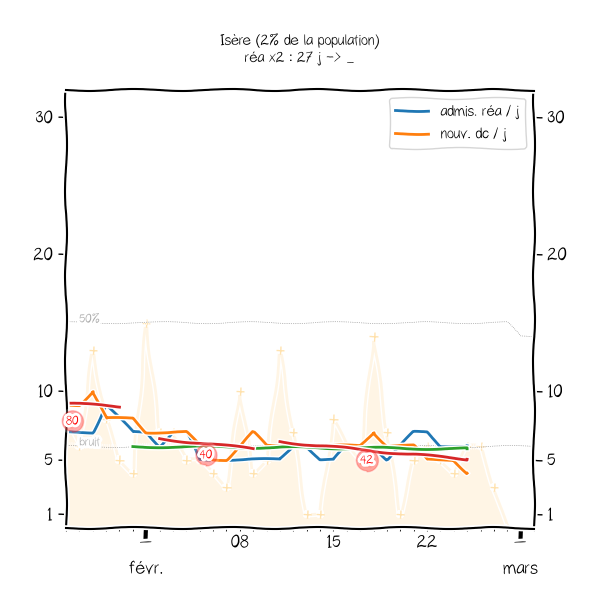 Isère (2% de la population)
réa x2 : 27 j -> _
admis. réa / j
nouv. dc / j
30
30
20
20
50%
10
10
80
bruit
40
42
5
5
1
1
08
15
22
févr.
mars